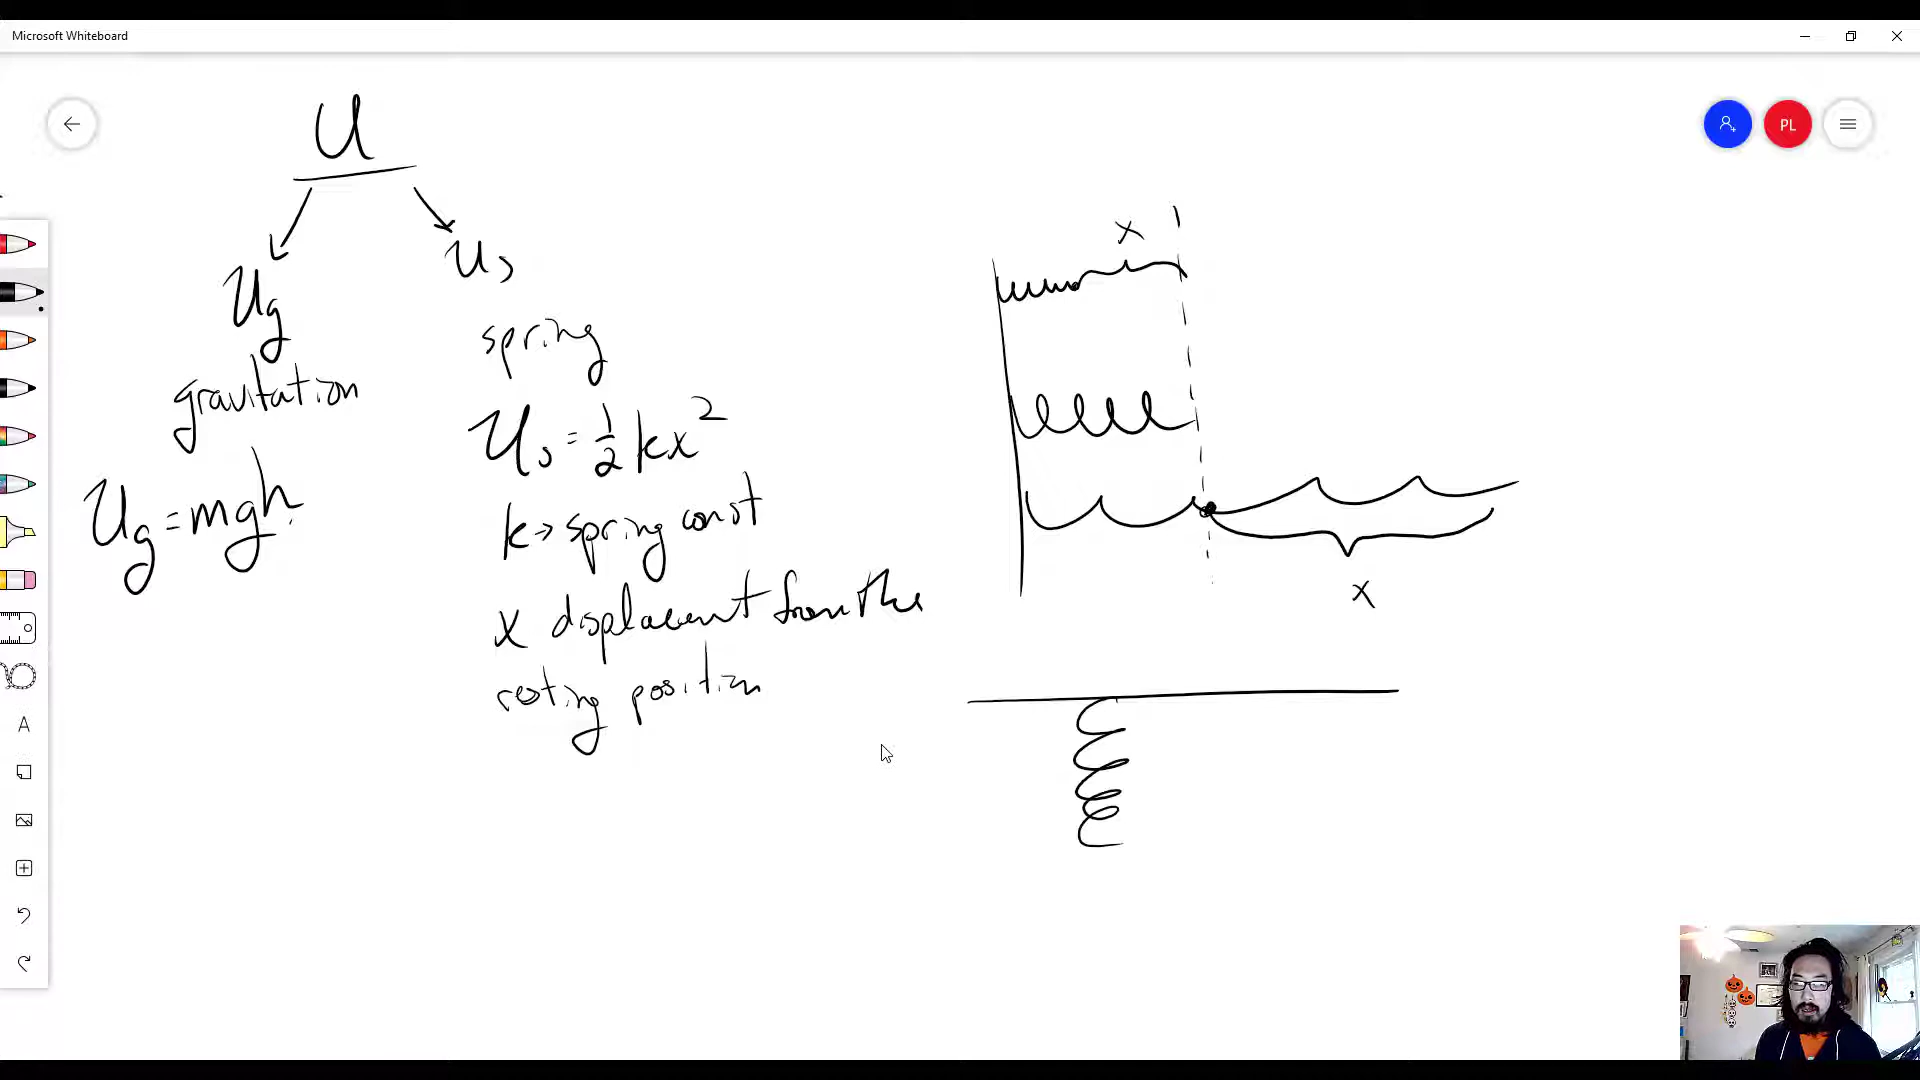 Microsoft Whiteboard
PL
U
Ug
gravitation
Ug = mgh
Us
spring
Us = 1/2 kx²
k → spring const
x displacement from the
resting position
x
x
A